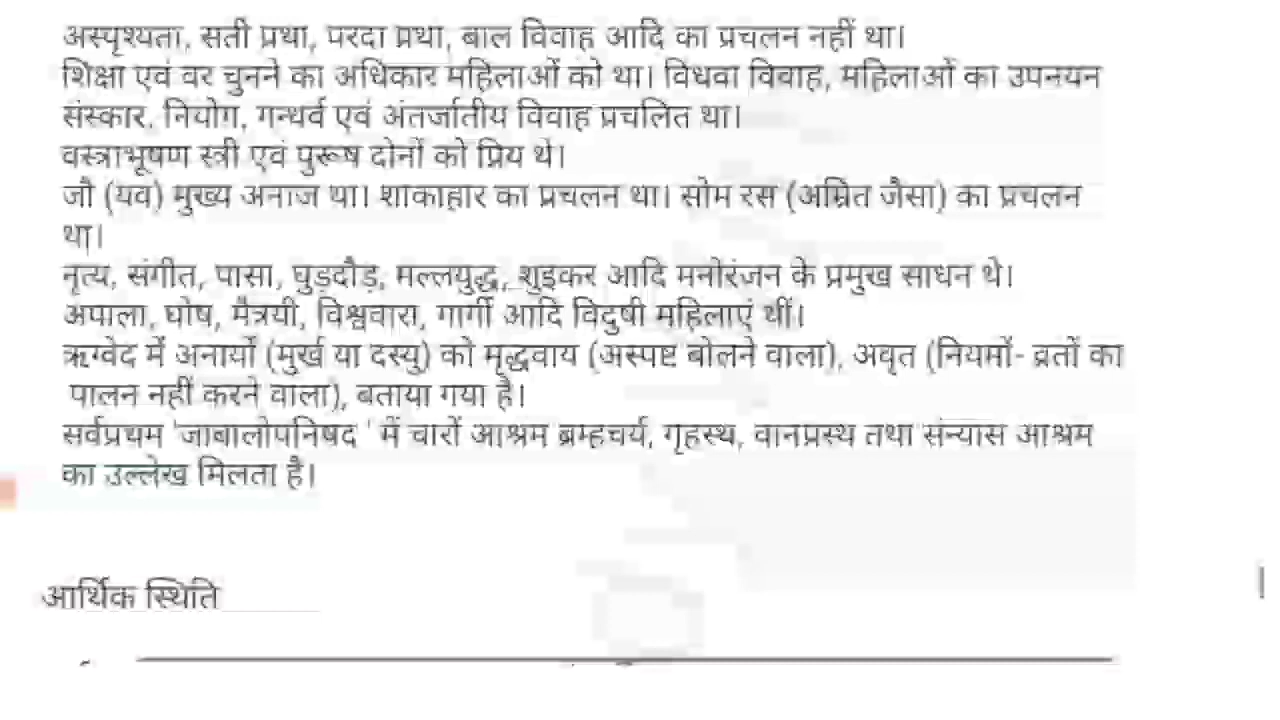 अस्पृश्यता, सती प्रथा, परदा प्रथा, बाल विवाह आदि का प्रचलन नहीं था।
शिक्षा एवं वर चुनने का अधिकार महिलाओं को था। विधवा विवाह, महिलाओं का उपनयन
संस्कार, नियोग, गन्धर्व एवं अंतर्जातीय विवाह प्रचलित था।
वस्त्राभूषण स्त्री एवं पुरूष दोनों को प्रिय थे।
जौ (यव) मुख्य अनाज था। शाकाहार का प्रचलन था। सोम रस (अम्रित जैसा) का प्रचलन
था।
नृत्य, संगीत, पासा, घुड़दौड़, मल्लयुद्ध, शुइकर आदि मनोरंजन के प्रमुख साधन थे।
अपाला, घोष, मैत्रयी, विश्ववारा, गार्गी आदि विदुषी महिलाएं थीं।
ऋग्वेद में अनार्यों (मुर्ख या दस्यु) को मृद्धवाय (अस्पष्ट बोलने वाला), अवृत (नियमों- व्रतों का
पालन नहीं करने वाला), बताया गया है।
सर्वप्रथम 'जाबालोपनिषद ' में चारों आश्रम ब्रम्हचर्य, गृहस्थ, वानप्रस्थ तथा संन्यास आश्रम
का उल्लेख मिलता है।
आर्थिक स्थिति